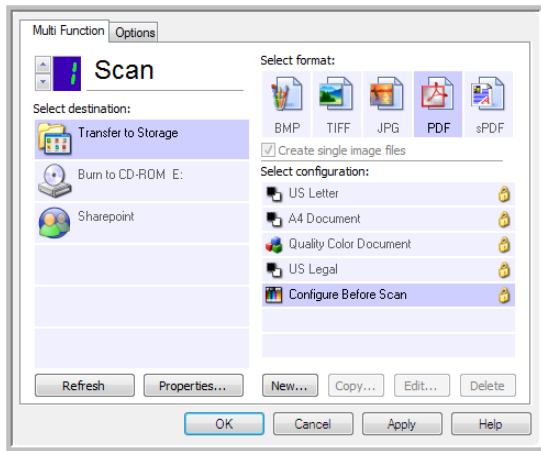 Multi Function
Options
1
Scan
Select destination:
Transfer to Storage
Burn to CD-ROM  E:
Sharepoint
Refresh
Properties...
Select format:
BMP
TIFF
JPG
PDF
sPDF
Create single image files
Select configuration:
US Letter
A4 Document
Quality Color Document
US Legal
Configure Before Scan
New...
Copy...
Edit...
Delete
OK
Cancel
Apply
Help